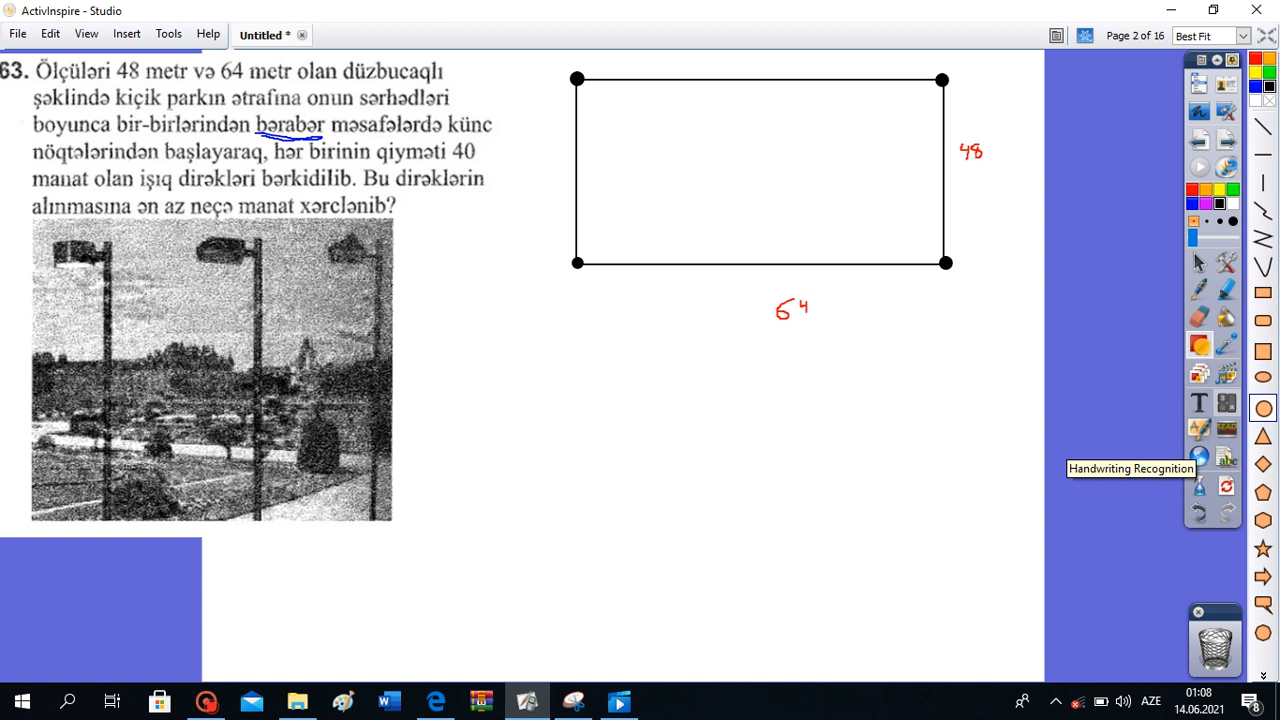 ActivInspire - Studio
File Edit View Insert Tools Help Untitled *
Page 2 of 16 Best Fit
63. Ölçüləri 48 metr və 64 metr olan düzbucaqlı
şəklində kiçik parkın ətrafına onun sərhədləri
boyunca bir-birlərindən bərabər məsafələrdə künc
nöqtələrindən başlayaraq, hər birinin qiyməti 40
manat olan işıq dirəkləri bərkidilib. Bu dirəklərin
alınmasına ən az neçə manat xərclənib?
48
64
Handwriting Recognition
AZE
01:08
14.06.2021
8